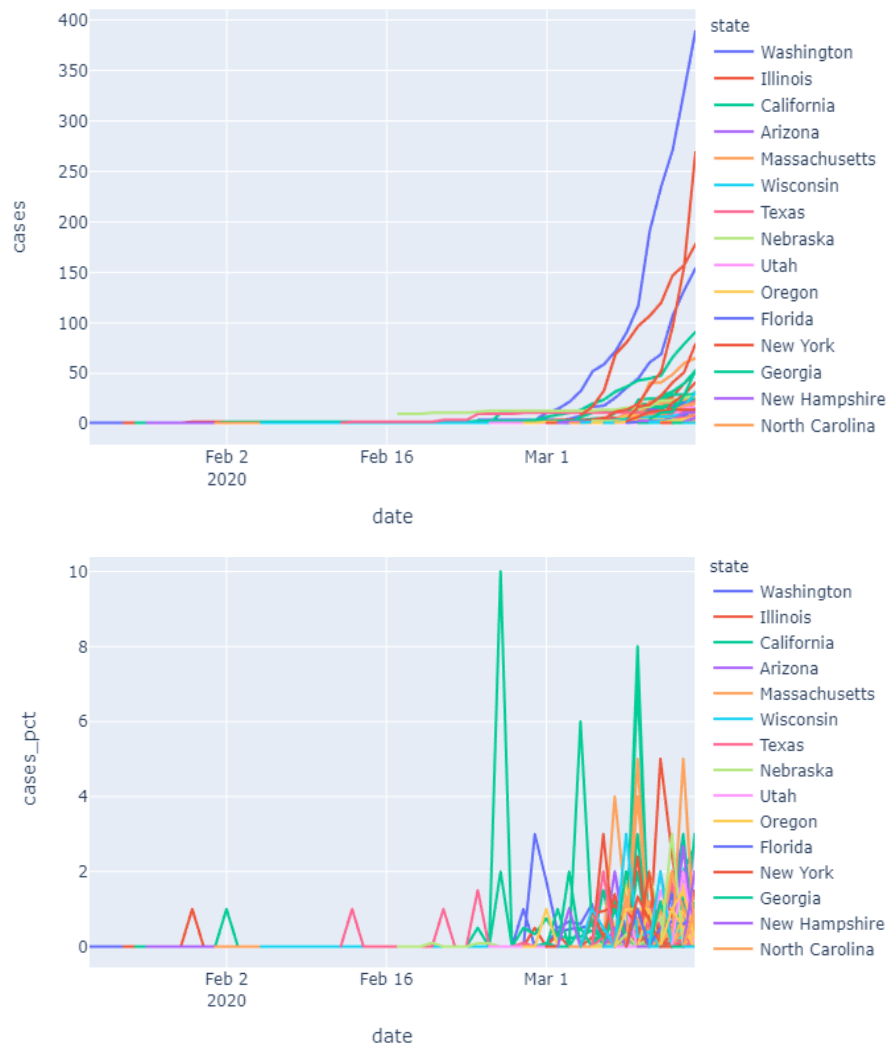 400
350
300
250
200
150
100
50
0
cases
Feb 2
2020
Feb 16
Mar 1
date
state
Washington
Illinois
California
Arizona
Massachusetts
Wisconsin
Texas
Nebraska
Utah
Oregon
Florida
New York
Georgia
New Hampshire
North Carolina
10
8
6
4
2
0
cases_pct
Feb 2
2020
Feb 16
Mar 1
date
state
Washington
Illinois
California
Arizona
Massachusetts
Wisconsin
Texas
Nebraska
Utah
Oregon
Florida
New York
Georgia
New Hampshire
North Carolina